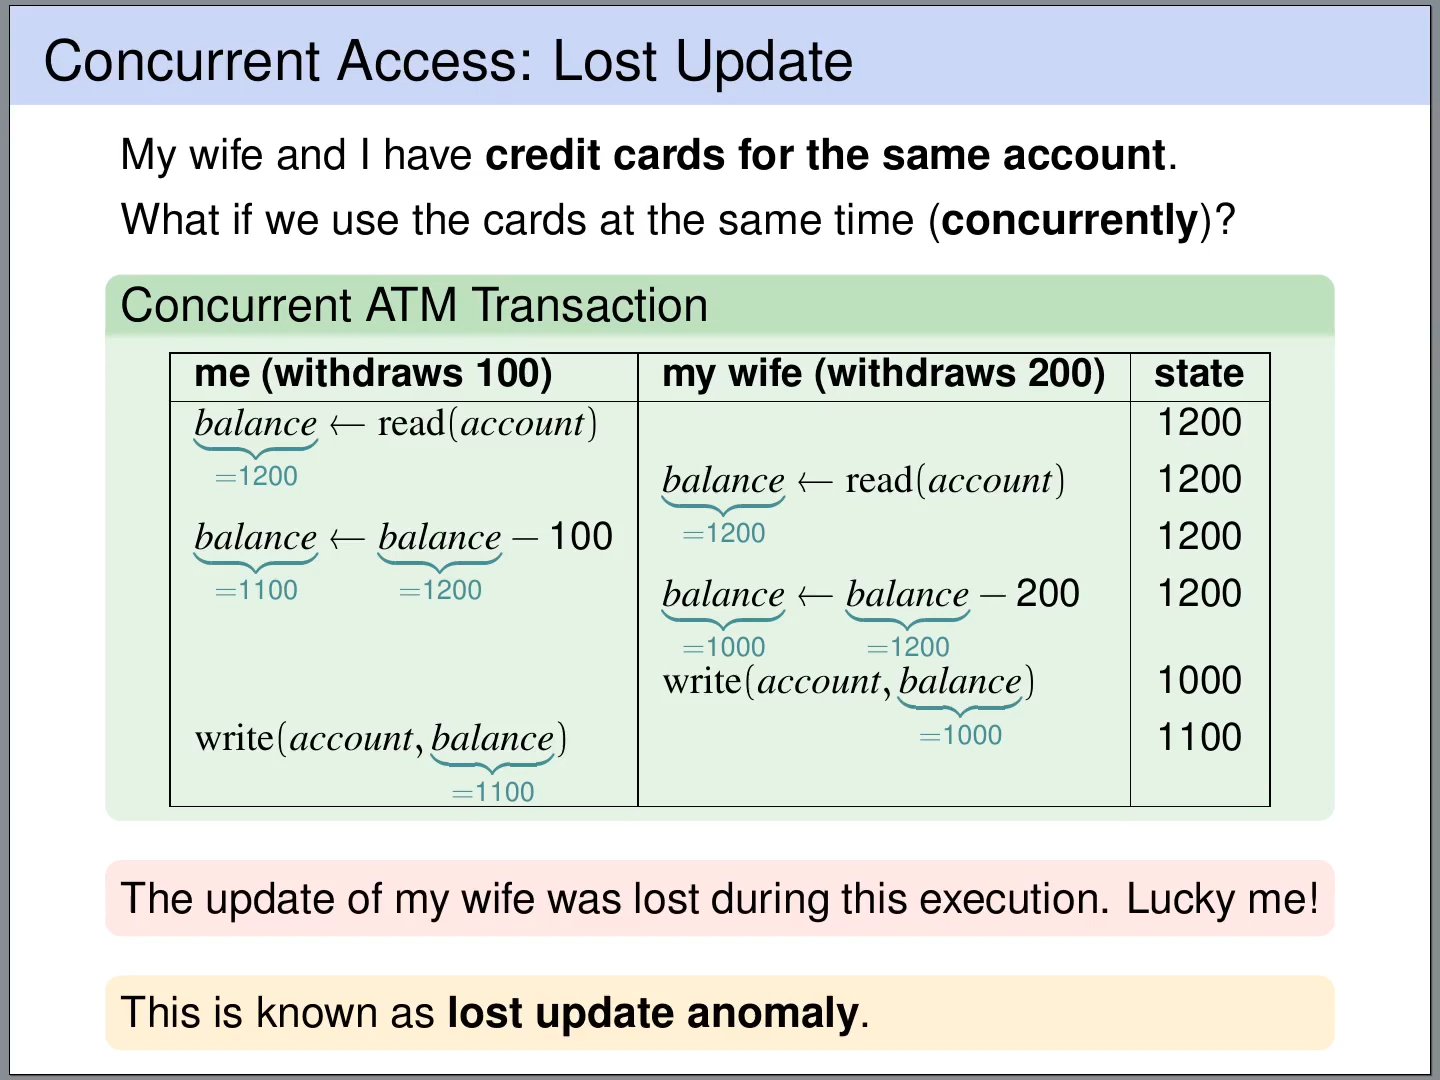 Concurrent Access: Lost Update
My wife and I have credit cards for the same account.
What if we use the cards at the same time (concurrently)?
Concurrent ATM Transaction
me (withdraws 100) my wife (withdraws 200) state
balance ← read(account) 1200
=1200
balance ← read(account) 1200
=1200
balance ← balance − 100 1200
=1100 =1200
balance ← balance − 200 1200
=1000 =1200
write(account, balance) 1000
=1000
write(account, balance) 1100
=1100
The update of my wife was lost during this execution. Lucky me!
This is known as lost update anomaly.